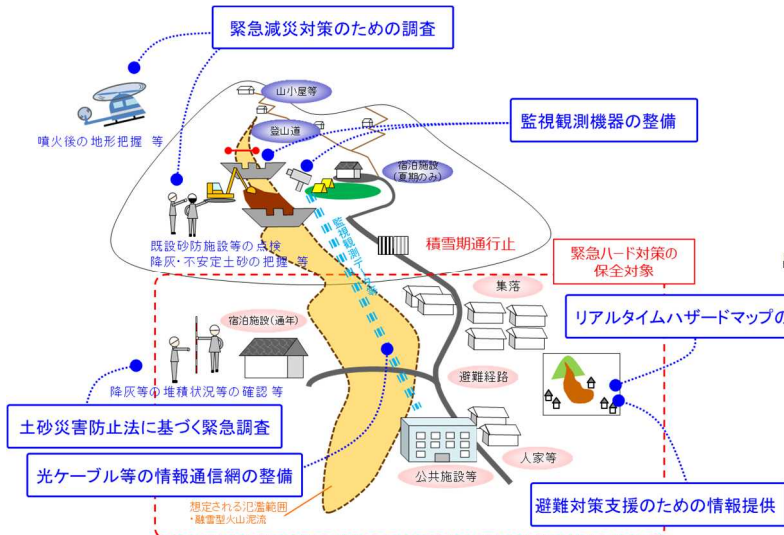 緊急減災対策のための調査
山小屋等
噴火後の地形把握 等
登山道
監視観測機器の整備
宿泊施設
(夏期のみ)
監視観測データ等
既設砂防施設等の点検
降灰・不安定土砂の把握 等
積雪期通行止
緊急ハード対策の
保全対象
集落
宿泊施設(通年)
リアルタイムハザードマップの
避難経路
降灰等の堆積状況等の確認 等
土砂災害防止法に基づく緊急調査
光ケーブル等の情報通信網の整備
公共施設等
人家等
想定される氾濫範囲
・融雪型火山泥流
避難対策支援のための情報提供